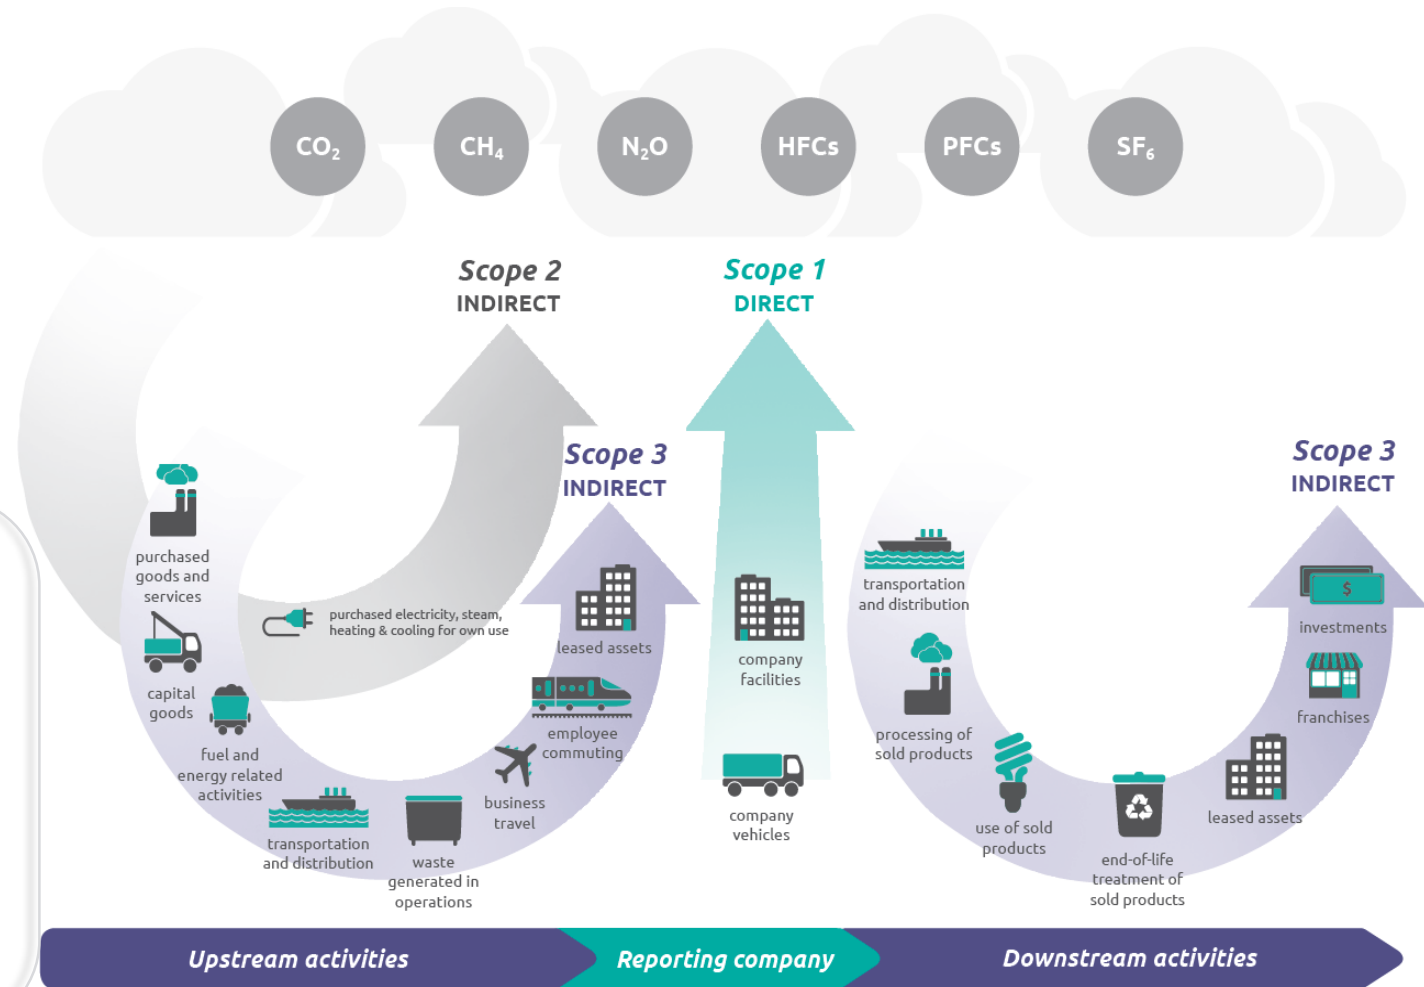 CO₂
CH₄
N₂O
HFCs
PFCs
SF₆
Scope 2
INDIRECT
Scope 1
DIRECT
Scope 3
INDIRECT
Scope 3
INDIRECT
purchased
goods and
services
capital
goods
fuel and
energy related
activities
transportation
and distribution
waste
generated in
operations
business
travel
employee
commuting
leased assets
purchased electricity, steam,
heating & cooling for own use
company
facilities
company
vehicles
transportation
and distribution
processing of
sold products
use of sold
products
end-of-life
treatment of
sold products
leased assets
franchises
$
investments
Upstream activities
Reporting company
Downstream activities